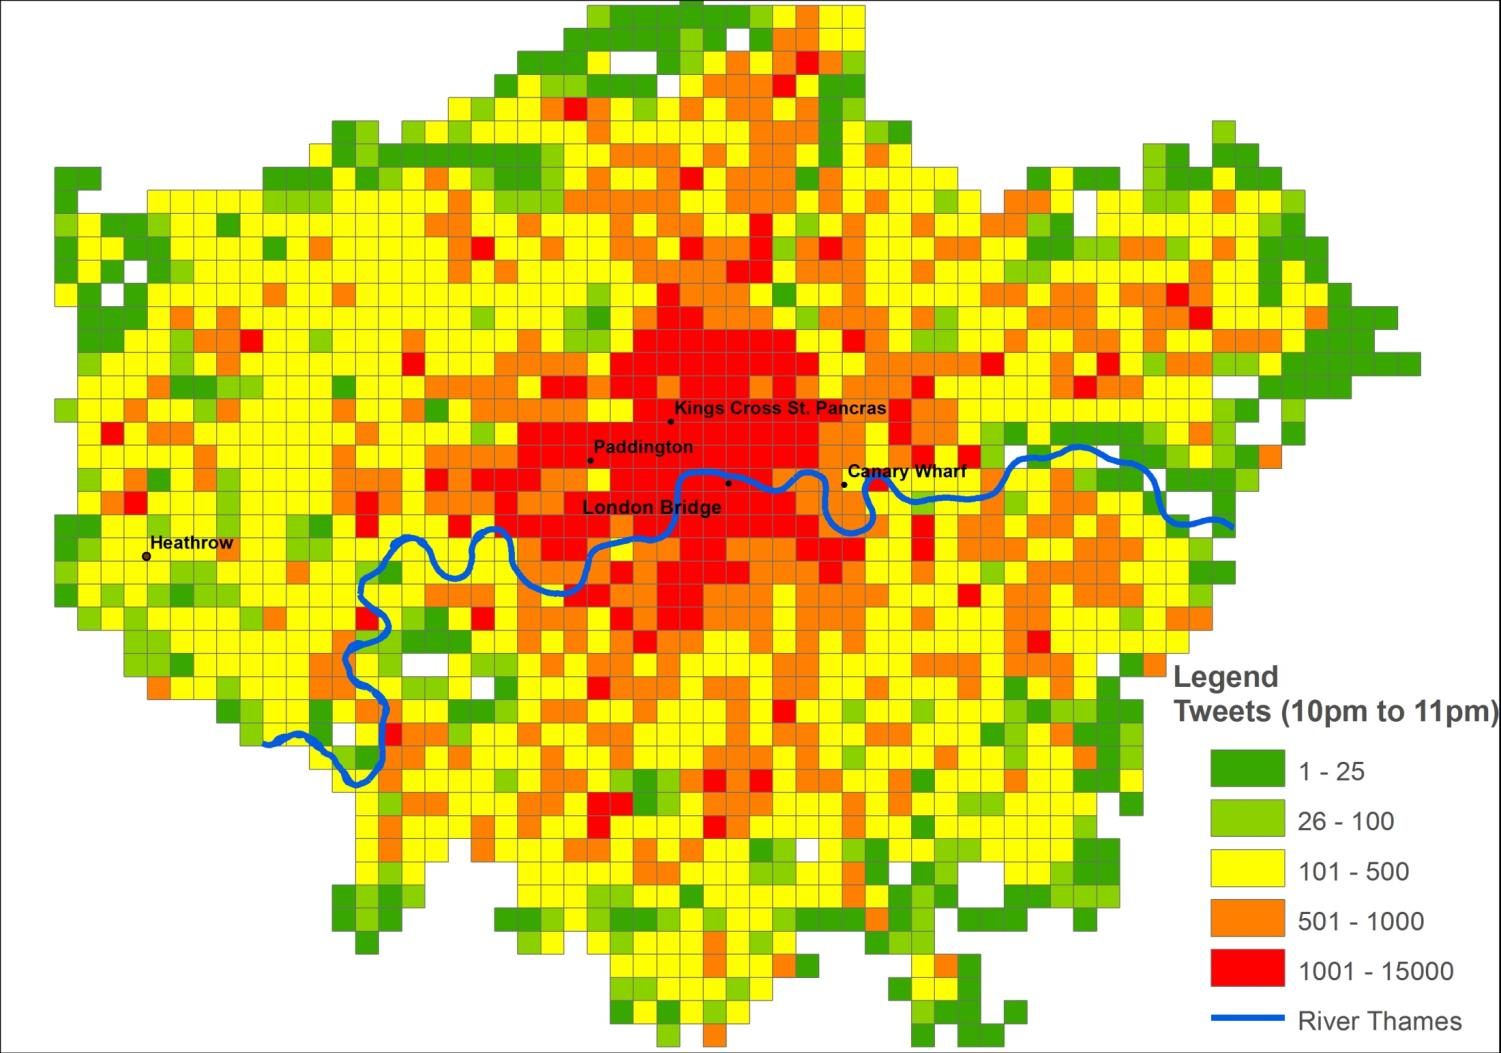 Kings Cross St. Pancras
Paddington
Canary Wharf
London Bridge
Heathrow
Legend
Tweets (10pm to 11pm)
1 - 25
26 - 100
101 - 500
501 - 1000
1001 - 15000
River Thames